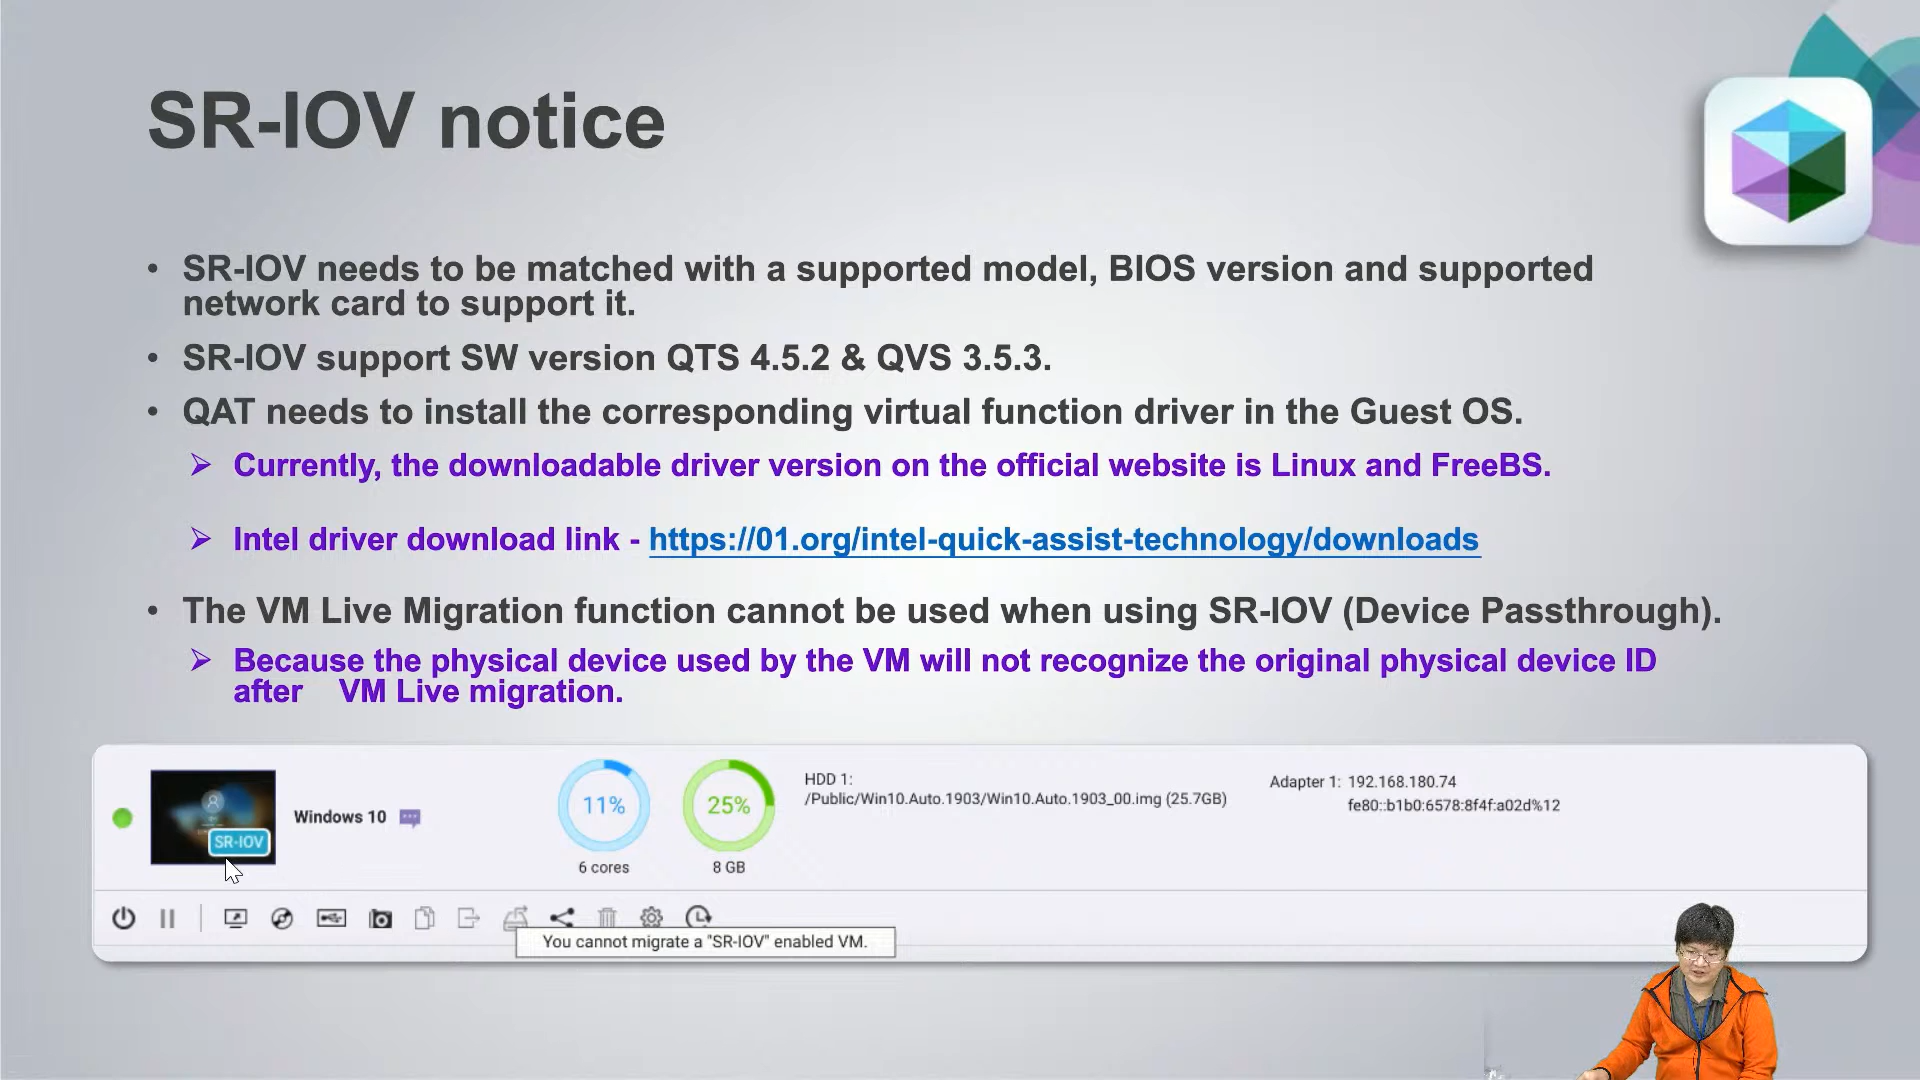 SR-IOV notice
• SR-IOV needs to be matched with a supported model, BIOS version and supported
network card to support it.
• SR-IOV support SW version QTS 4.5.2 & QVS 3.5.3.
• QAT needs to install the corresponding virtual function driver in the Guest OS.
➢ Currently, the downloadable driver version on the official website is Linux and FreeBS.
➢ Intel driver download link - https://01.org/intel-quick-assist-technology/downloads
• The VM Live Migration function cannot be used when using SR-IOV (Device Passthrough).
➢ Because the physical device used by the VM will not recognize the original physical device ID
after VM Live migration.
SR-IOV
Windows 10
11%
6 cores
25%
8 GB
HDD 1:
/Public/Win10.Auto.1903/Win10.Auto.1903_00.img (25.7GB)
Adapter 1: 192.168.180.74
fe80::b1b0:6578:8f4f:a02d%12
You cannot migrate a "SR-IOV" enabled VM.